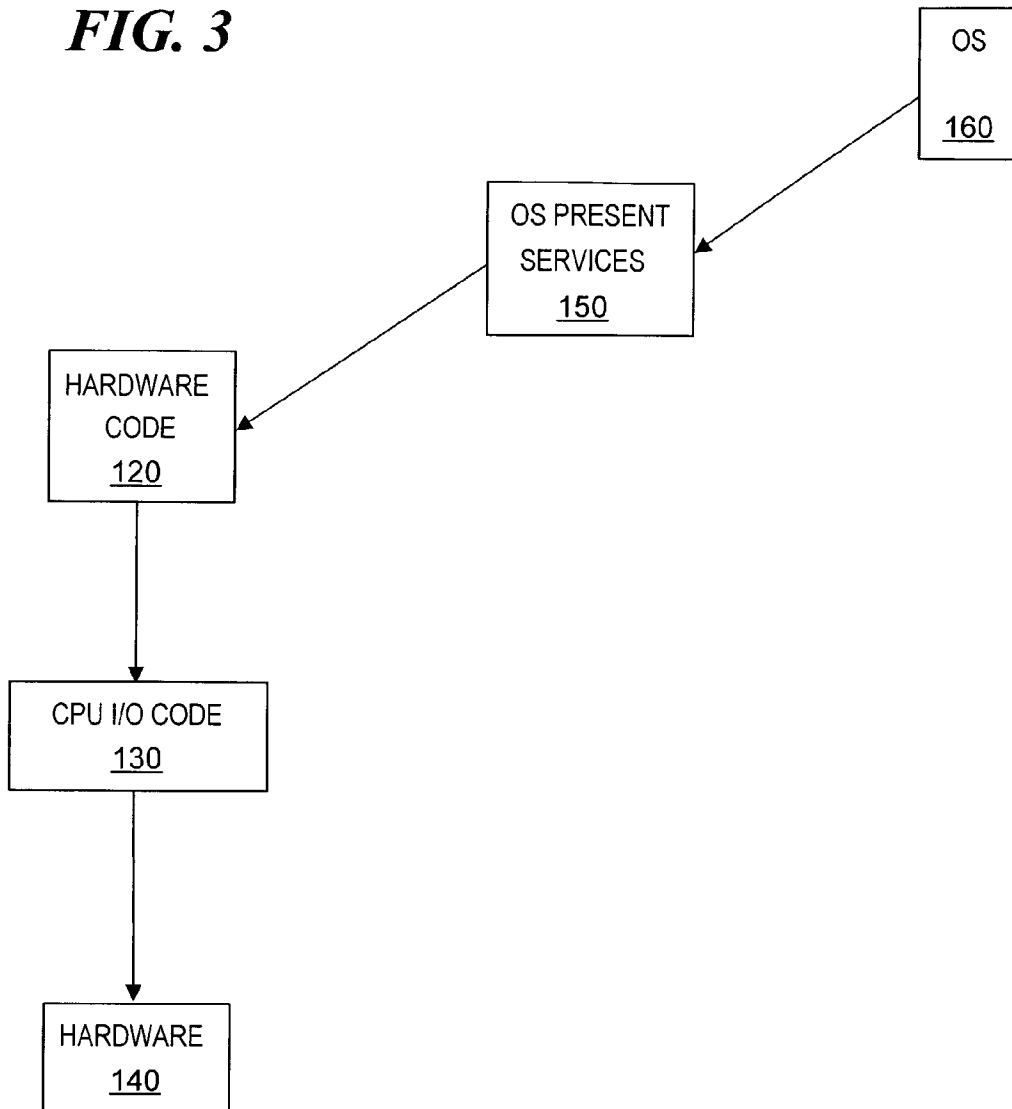 FIG. 3
OS
160
OS PRESENT
SERVICES
150
HARDWARE
CODE
120
CPU I/O CODE
130
HARDWARE
140